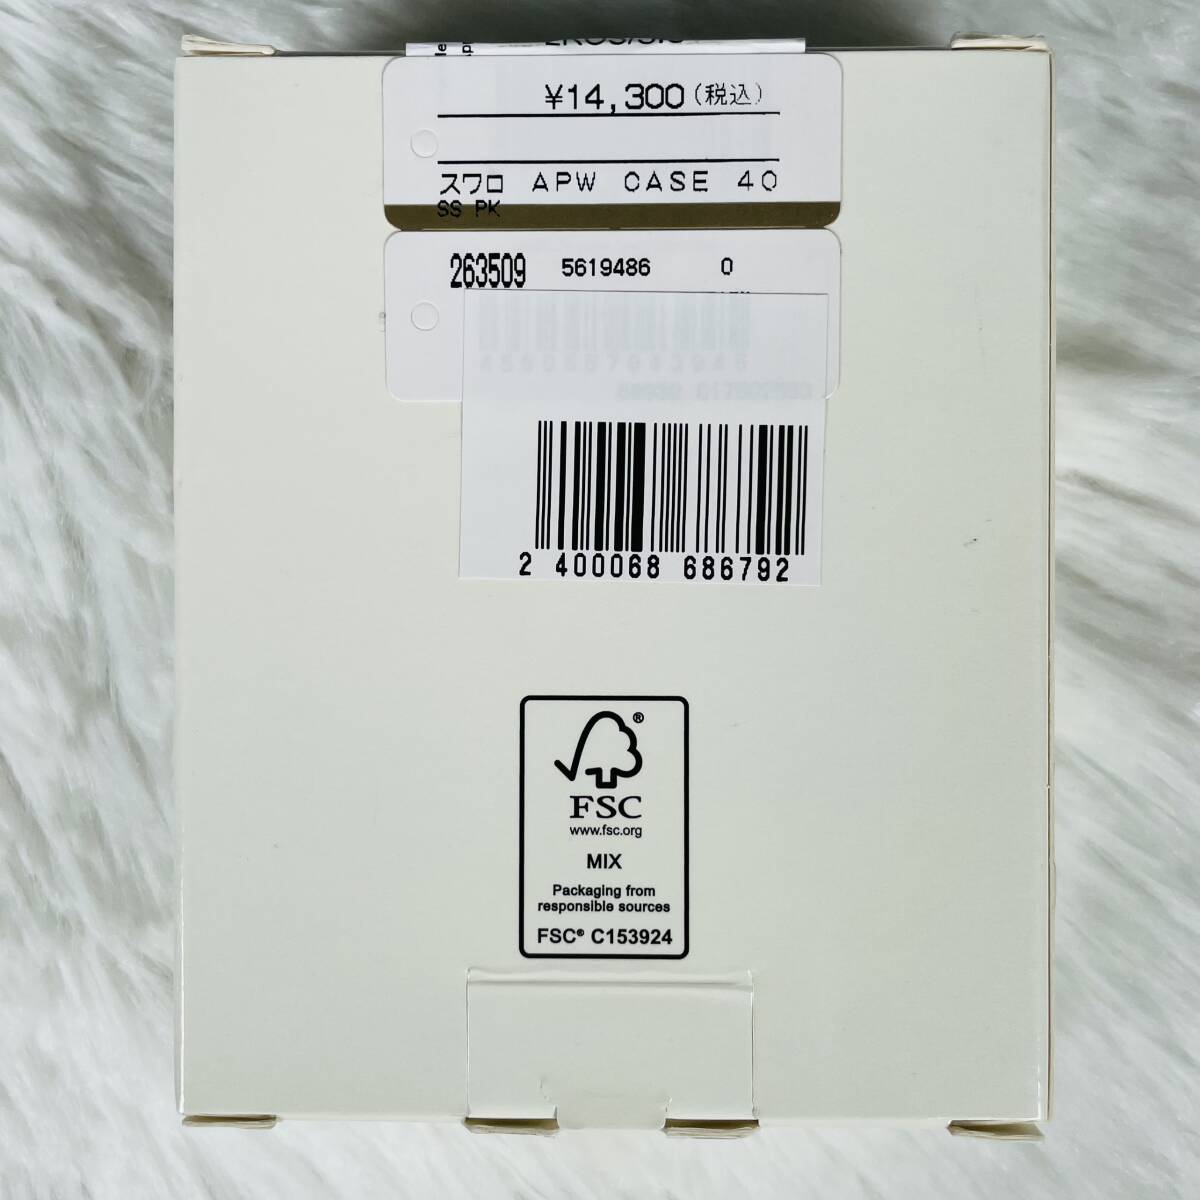 ¥14,300(税込)
スワロ APW CASE 40
SS PK
263509 5619486 0
2 400068 686792
FSC®
www.fsc.org
MIX
Packaging from
responsible sources
FSC® C153924